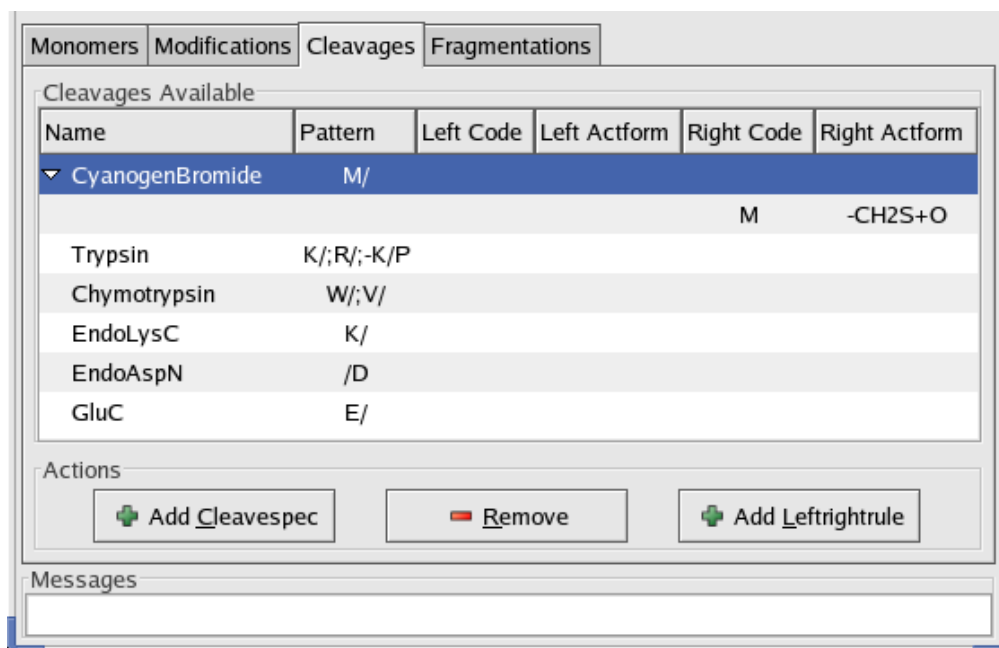 Monomers Modifications Cleavages Fragmentations
Cleavages Available
Name Pattern Left Code Left Actform Right Code Right Actform
CyanogenBromide M/
M -CH2S+O
Trypsin K/;R/;-K/P
Chymotrypsin W/;V/
EndoLysC K/
EndoAspN /D
GluC E/
Actions
Add Cleavespec Remove Add Leftrightrule
Messages